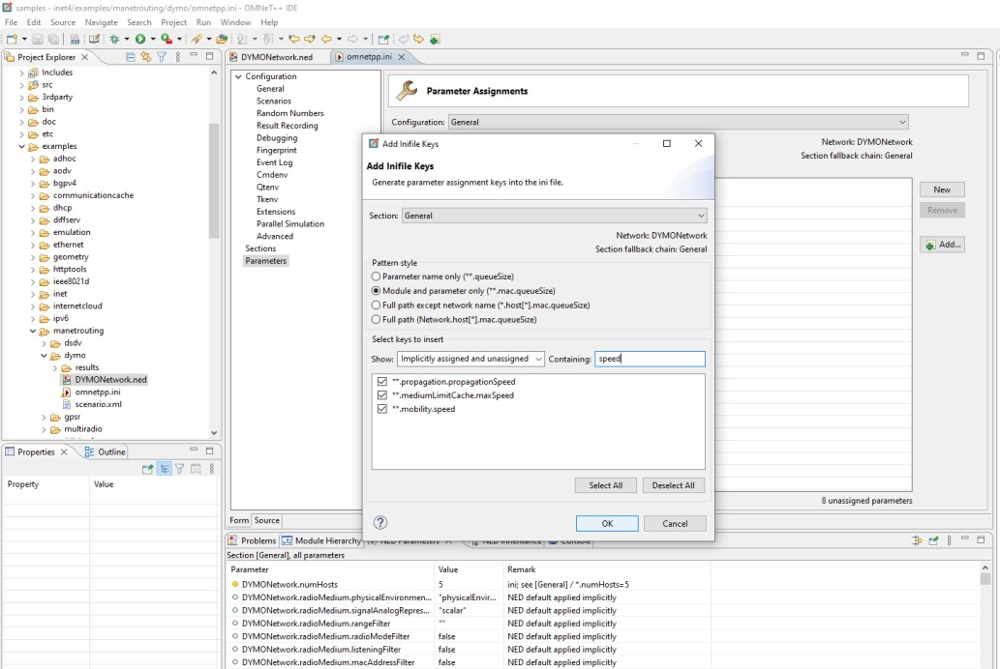 samples - inet4/examples/manetrouting/dymo/omnetpp.ini - OMNeT++ IDE
File Edit Source Navigate Search Project Run Window Help
Project Explorer
Includes
src
3rdparty
bin
doc
etc
examples
adhoc
aodv
bgpv4
communicationcache
dhcp
diffserv
emulation
ethernet
geometry
httptools
ieee8021d
inet
internetcloud
ipv6
manetrouting
dsdv
dymo
results
DYMONetwork.ned
omnetpp.ini
scenario.xml
gpsr
multiradio
Properties Outline
Property Value
DYMONetwork.ned omnetpp.ini
Configuration
General
Scenarios
Random Numbers
Result Recording
Debugging
Fingerprint
Event Log
Cmdenv
Qtenv
Tkenv
Extensions
Parallel Simulation
Advanced
Sections
Parameters
Form Source
Parameter Assignments
Configuration: General
Network: DYMONetwork
Section fallback chain: General
New
Remove
Add...
8 unassigned parameters
Add Inifile Keys
Add Inifile Keys
Generate parameter assignment keys into the ini file.
Section: General
Network: DYMONetwork
Section fallback chain: General
Pattern style
Parameter name only (**.queueSize)
Module and parameter only (**.mac.queueSize)
Full path except network name (*.host[*].mac.queueSize)
Full path (Network.host[*].mac.queueSize)
Select keys to insert
Show: Implicitly assigned and unassigned Containing: speed
**.propagation.propagationSpeed
**.mediumLimitCache.maxSpeed
**.mobility.speed
Select All Deselect All
OK Cancel
Problems Module Hierarchy NED Parameters NED Inheritance Console
Section [General], all parameters
Parameter Value Remark
DYMONetwork.numHosts 5 ini; see [General] / *.numHosts=5
DYMONetwork.radioMedium.physicalEnvironmen... "physicalEnvir... NED default applied implicitly
DYMONetwork.radioMedium.signalAnalogRepres... "scalar" NED default applied implicitly
DYMONetwork.radioMedium.rangeFilter "" NED default applied implicitly
DYMONetwork.radioMedium.radioModeFilter false NED default applied implicitly
DYMONetwork.radioMedium.listeningFilter false NED default applied implicitly
DYMONetwork.radioMedium.macAddressFilter false NED default applied implicitly